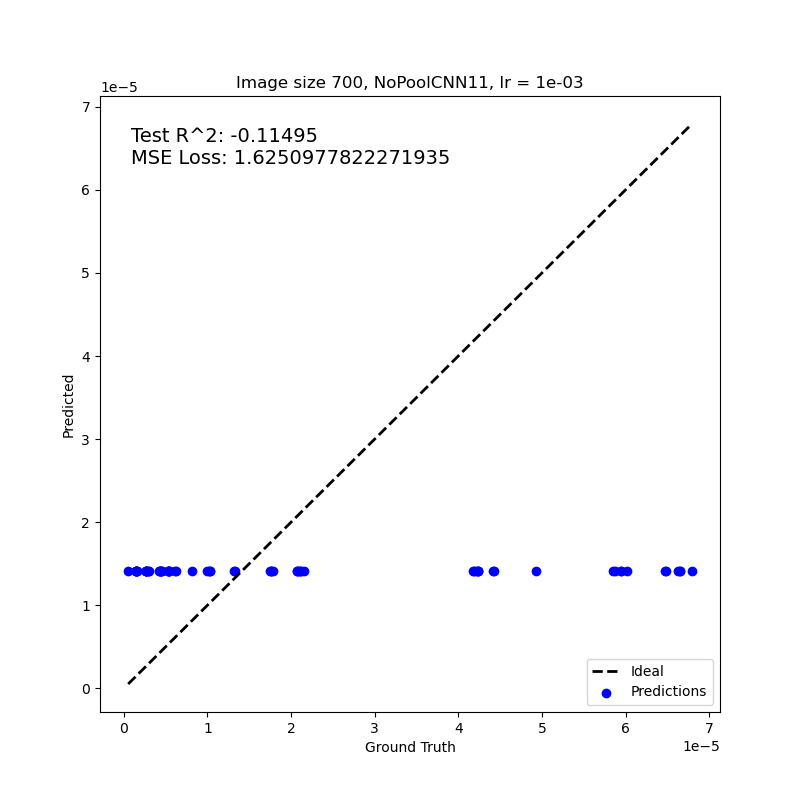 Image size 700, NoPoolCNN11, lr = 1e-03
1e−5
Test R^2: -0.11495
MSE Loss: 1.6250977822271935
7
6
5
4
3
2
1
0
Predicted
Ideal
Predictions
0 1 2 3 4 5 6 7
1e−5
Ground Truth